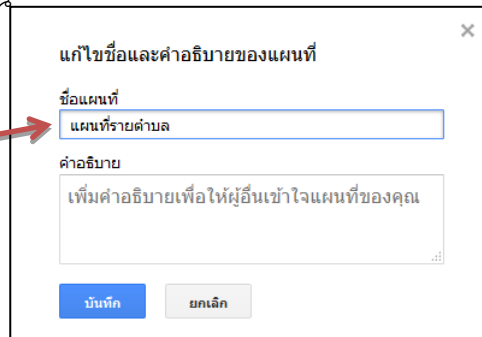 แก้ไขชื่อและคำอธิบายของแผนที่
ชื่อแผนที่
แผนที่รายตำบล
คำอธิบาย
เพิ่มคำอธิบายเพื่อให้ผู้อื่นเข้าใจแผนที่ของคุณ
บันทึก ยกเลิก